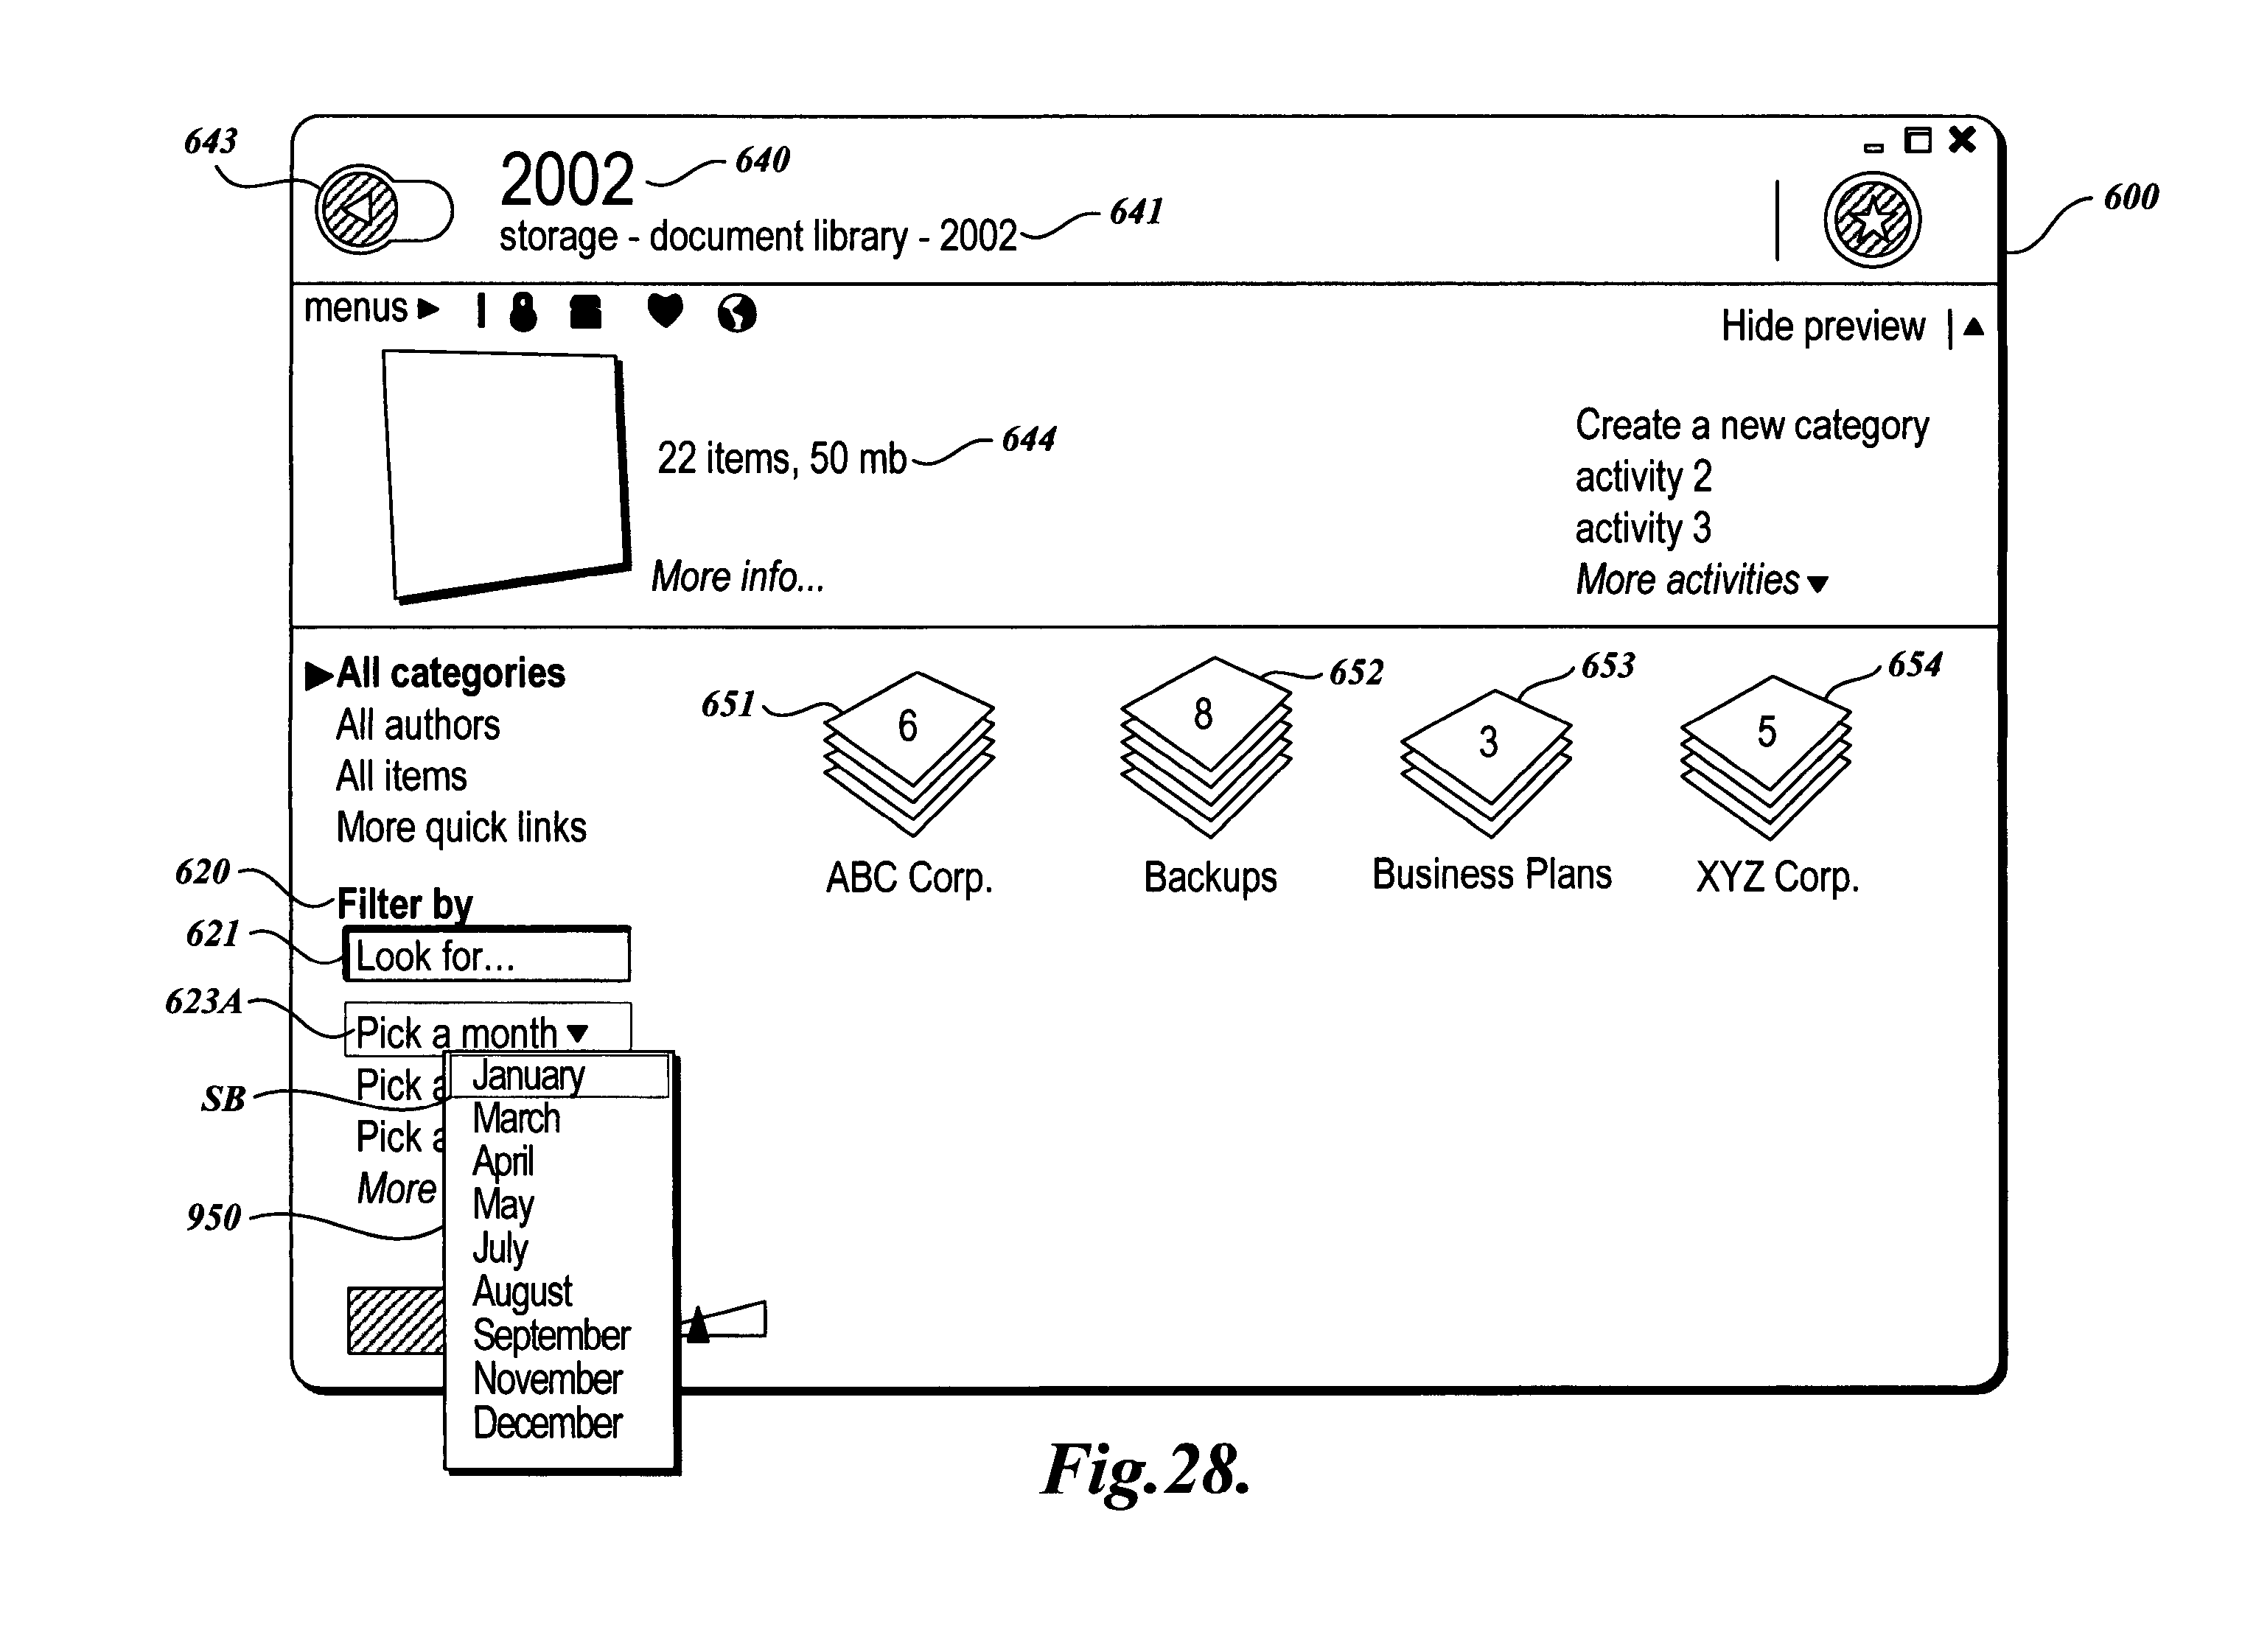 643
2002
640
storage - document library - 2002
641
600
menus
Hide preview
22 items, 50 mb
644
More info...
Create a new category
activity 2
activity 3
More activities
All categories
All authors
All items
More quick links
651
6
ABC Corp.
652
8
Backups
653
3
Business Plans
654
5
XYZ Corp.
620
Filter by
621
Look for...
623A
Pick a month
Pick a
Pick a
More
SB
950
January
March
April
May
July
August
September
November
December
Fig.28.